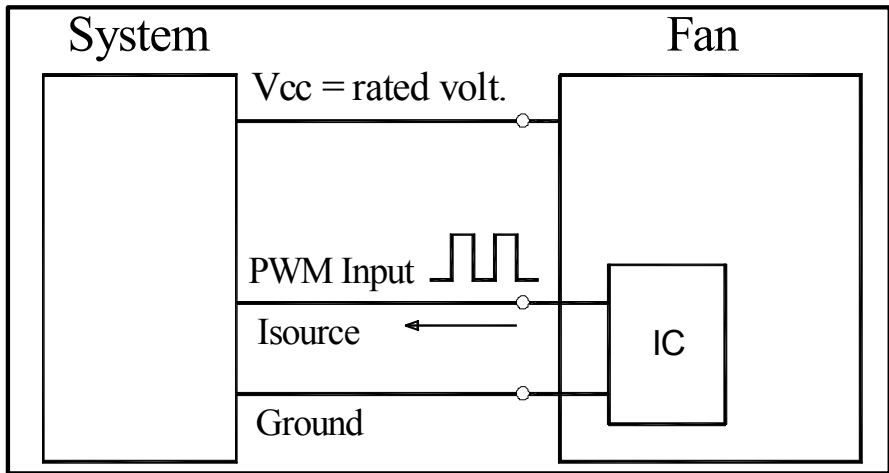 System
Fan
Vcc = rated volt.
PWM Input
Isource
IC
Ground